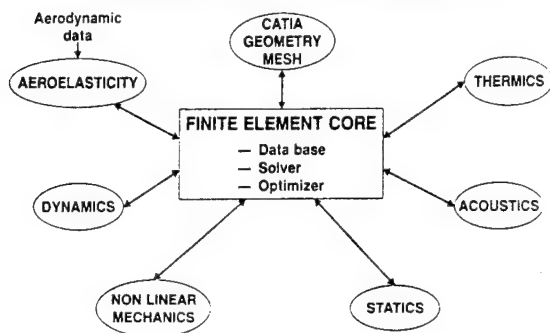 Aerodynamic
data
CATIA
GEOMETRY
MESH
AEROELASTICITY
THERMICS
FINITE ELEMENT CORE
— Data base
— Solver
— Optimizer
DYNAMICS
ACOUSTICS
NON LINEAR
MECHANICS
STATICS